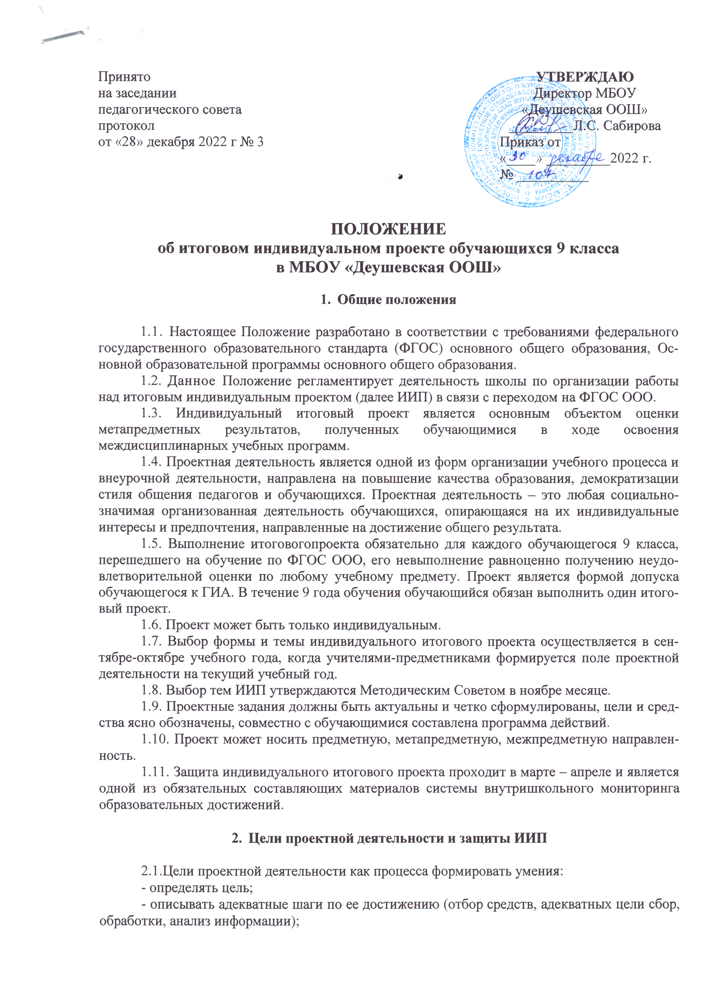 Принято
на заседании
педагогического совета
протокол
от «28» декабря 2022 г № 3
УТВЕРЖДАЮ
Директор МБОУ
«Деушевская ООШ»
Л.С. Сабирова
Приказ от
«30» декабре 2022 г.
№ 107
ПОЛОЖЕНИЕ
об итоговом индивидуальном проекте обучающихся 9 класса
в МБОУ «Деушевская ООШ»
1. Общие положения
1.1. Настоящее Положение разработано в соответствии с требованиями федерального
государственного образовательного стандарта (ФГОС) основного общего образования, Ос-
новной образовательной программы основного общего образования.
1.2. Данное Положение регламентирует деятельность школы по организации работы
над итоговым индивидуальным проектом (далее ИИП) в связи с переходом на ФГОС ООО.
1.3. Индивидуальный итоговый проект является основным объектом оценки
метапредметных результатов, полученных обучающимися в ходе освоения
междисциплинарных учебных программ.
1.4. Проектная деятельность является одной из форм организации учебного процесса и
внеурочной деятельности, направлена на повышение качества образования, демократизации
стиля общения педагогов и обучающихся. Проектная деятельность – это любая социально-
значимая организованная деятельность обучающихся, опирающаяся на их индивидуальные
интересы и предпочтения, направленные на достижение общего результата.
1.5. Выполнение итоговогопроекта обязательно для каждого обучающегося 9 класса,
перешедшего на обучение по ФГОС ООО, его невыполнение равноценно получению неудо-
влетворительной оценки по любому учебному предмету. Проект является формой допуска
обучающегося к ГИА. В течение 9 года обучения обучающийся обязан выполнить один итого-
вый проект.
1.6. Проект может быть только индивидуальным.
1.7. Выбор формы и темы индивидуального итогового проекта осуществляется в сен-
тябре-октябре учебного года, когда учителями-предметниками формируется поле проектной
деятельности на текущий учебный год.
1.8. Выбор тем ИИП утверждаются Методическим Советом в ноябре месяце.
1.9. Проектные задания должны быть актуальны и четко сформулированы, цели и сред-
ства ясно обозначены, совместно с обучающимися составлена программа действий.
1.10. Проект может носить предметную, метапредметную, межпредметную направлен-
ность.
1.11. Защита индивидуального итогового проекта проходит в марте – апреле и является
одной из обязательных составляющих материалов системы внутришкольного мониторинга
образовательных достижений.
2. Цели проектной деятельности и защиты ИИП
2.1.Цели проектной деятельности как процесса формировать умения:
- определять цель;
- описывать адекватные шаги по ее достижению (отбор средств, адекватных цели сбор,
обработки, анализ информации);